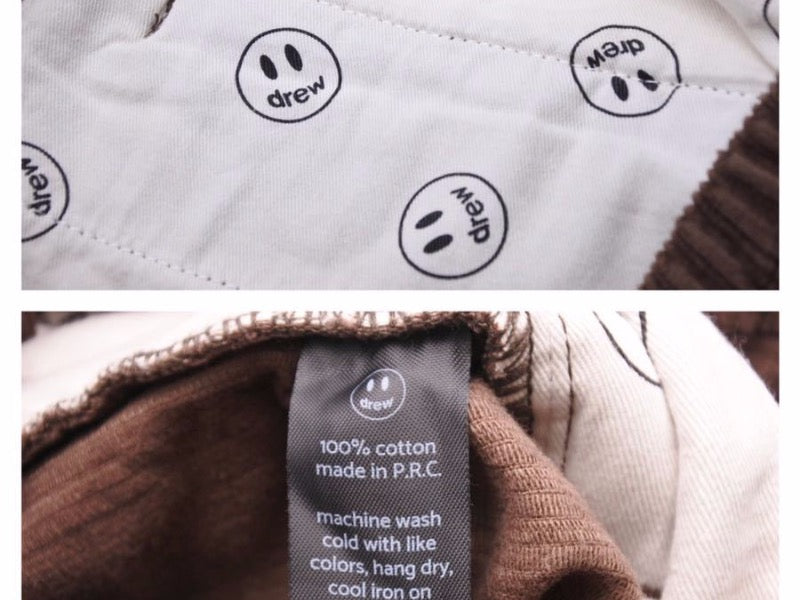 drew
drew
drew
drew
drew
100% cotton
made in P.R.C.
machine wash
cold with like
colors, hang dry,
cool iron on